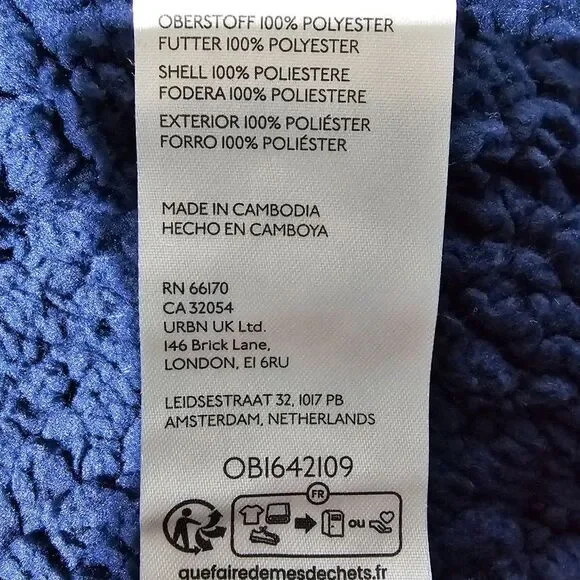 OBERSTOFF 100% POLYESTER
FUTTER 100% POLYESTER
SHELL 100% POLIESTERE
FODERA 100% POLIESTERE
EXTERIOR 100% POLIÉSTER
FORRO 100% POLIÉSTER
MADE IN CAMBODIA
HECHO EN CAMBOYA
RN 66170
CA 32054
URBN UK Ltd.
146 Brick Lane,
LONDON, E1 6RU
LEIDSESTRAAT 32, 1017 PB
AMSTERDAM, NETHERLANDS
OB1642109
FR
ou
quefairedemesdechets.fr